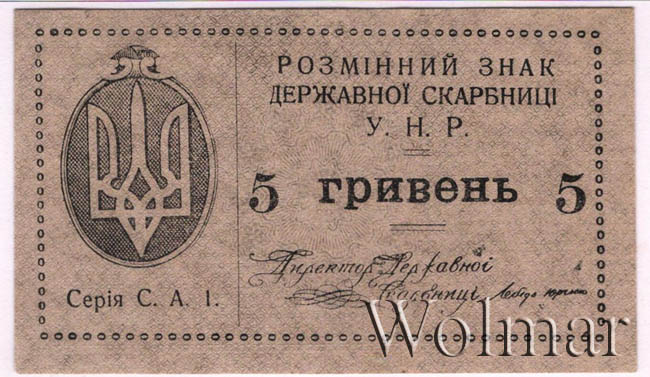 РОЗМІННИЙ ЗНАК
ДЕРЖАВНОЇ СКАРБНИЦІ
У. Н. Р.
5 гривень 5
Директор Державної
Скарбниці
Серія С. А. І.
Wolmar